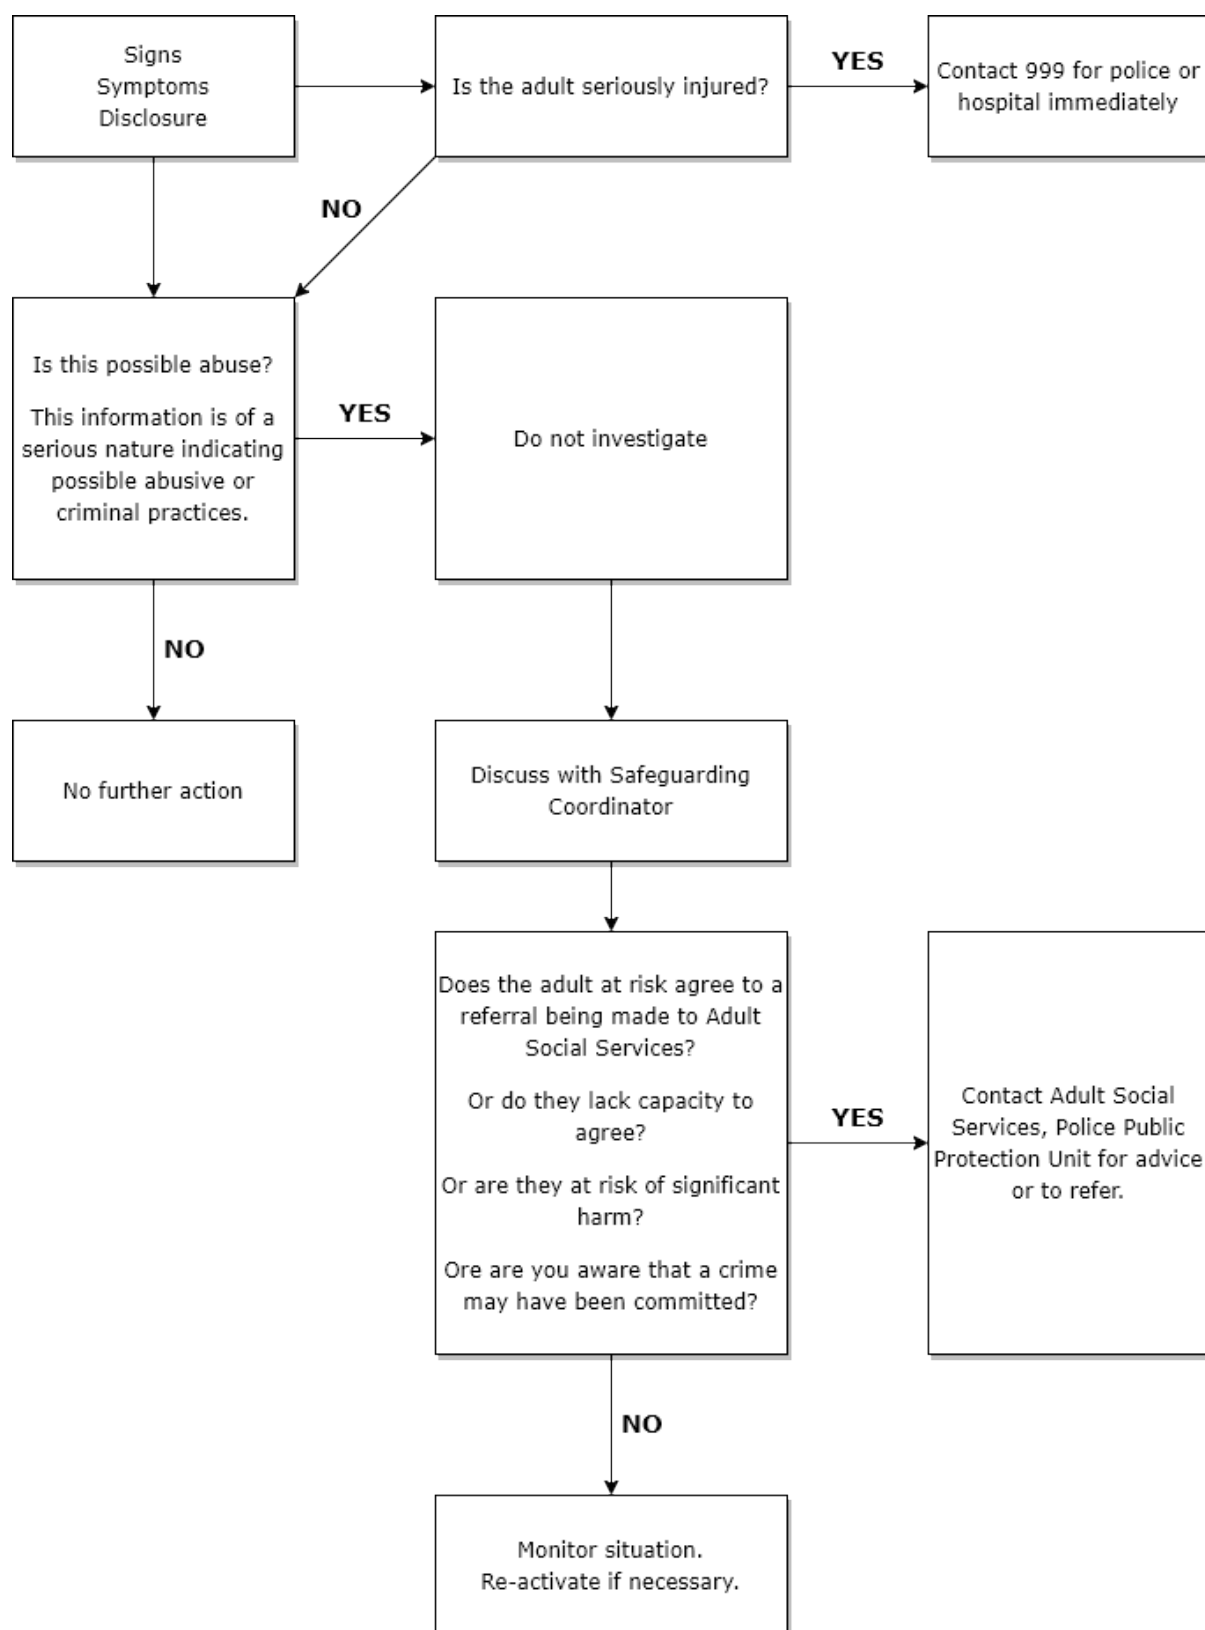 Signs
Symptoms
Disclosure
Is the adult seriously injured?
YES
Contact 999 for police or
hospital immediately
NO
Is this possible abuse?
This information is of a
serious nature indicating
possible abusive or
criminal practices.
YES
Do not investigate
NO
No further action
Discuss with Safeguarding
Coordinator
Does the adult at risk agree to a
referral being made to Adult
Social Services?
Or do they lack capacity to
agree?
Or are they at risk of significant
harm?
Ore are you aware that a crime
may have been committed?
YES
Contact Adult Social
Services, Police Public
Protection Unit for advice
or to refer.
NO
Monitor situation.
Re-activate if necessary.